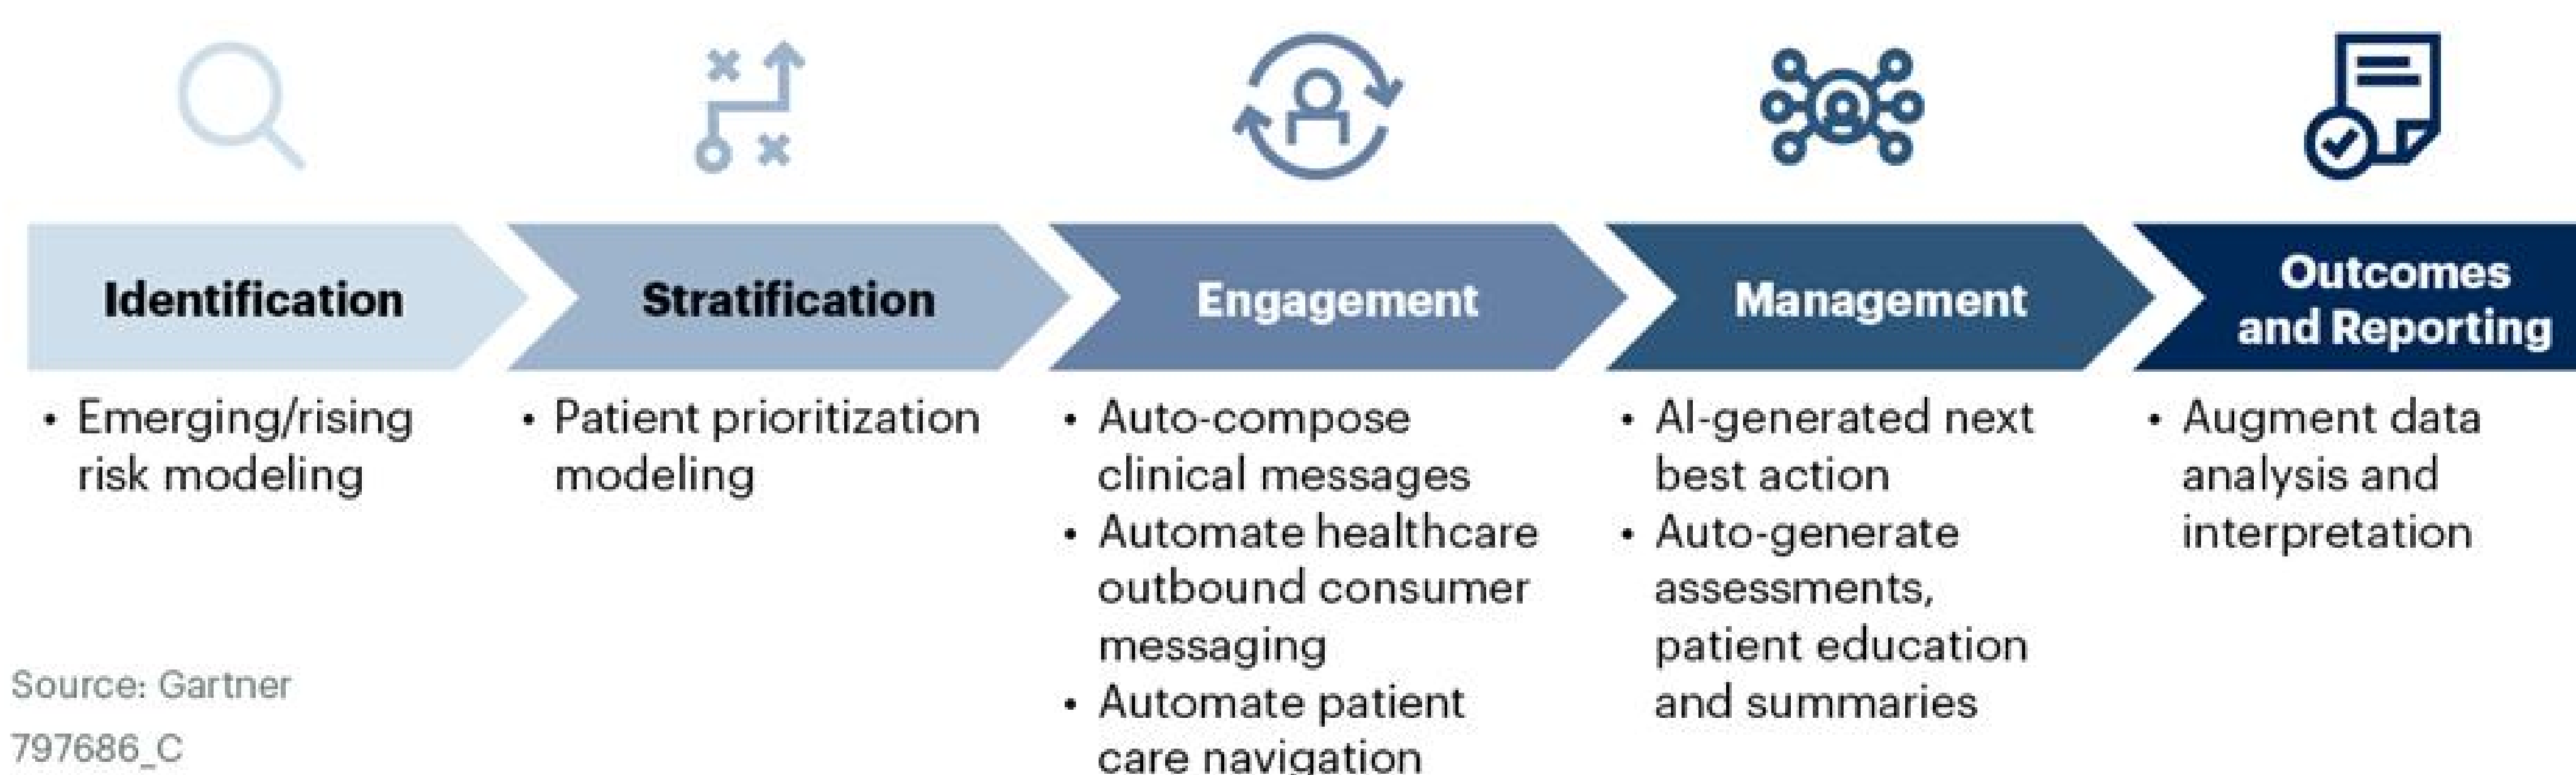 Identification
Stratification
Engagement
Management
Outcomes
and Reporting
• Emerging/rising
risk modeling
• Patient prioritization
modeling
• Auto-compose
clinical messages
• Automate healthcare
outbound consumer
messaging
• Automate patient
care navigation
• AI-generated next
best action
• Auto-generate
assessments,
patient education
and summaries
• Augment data
analysis and
interpretation
Source: Gartner
797686_C